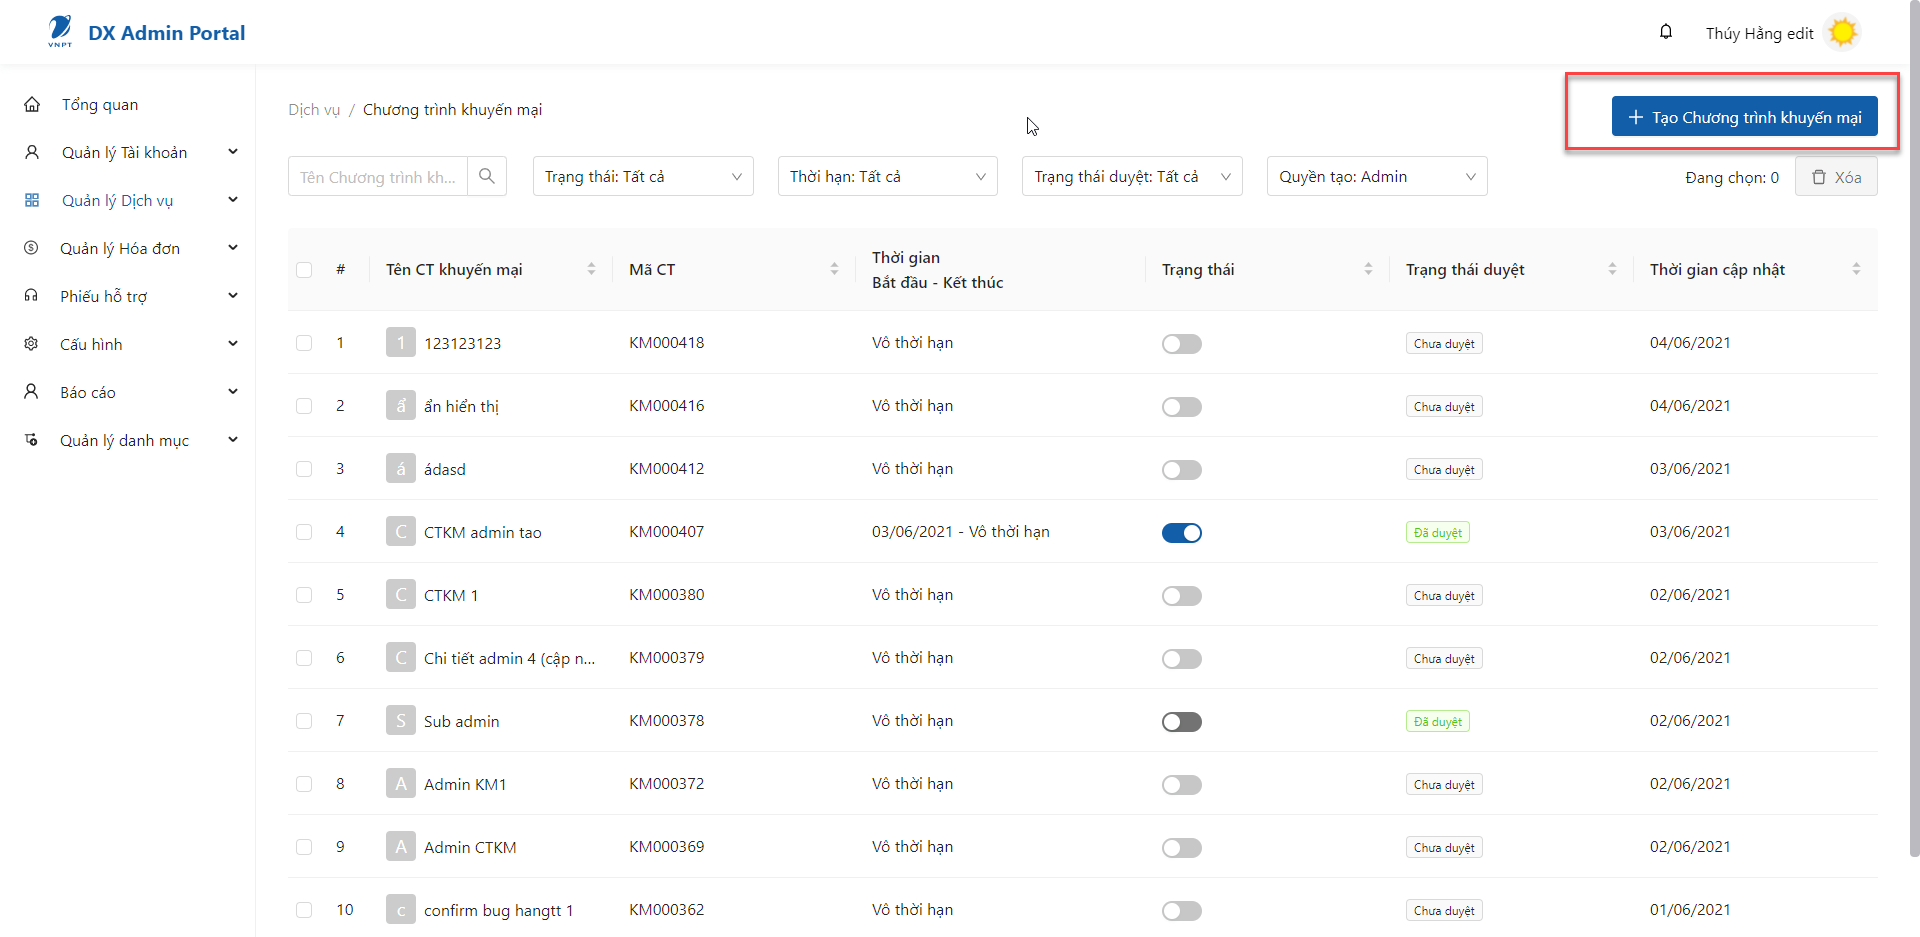 VNPT
DX Admin Portal
Thúy Hằng edit
Tổng quan
Quản lý Tài khoản
Quản lý Dịch vụ
Quản lý Hóa đơn
Phiếu hỗ trợ
Cấu hình
Báo cáo
Quản lý danh mục
Dịch vụ / Chương trình khuyến mại
Tạo Chương trình khuyến mại
Tên Chương trình kh... Trạng thái: Tất cả Thời hạn: Tất cả Trạng thái duyệt: Tất cả Quyền tạo: Admin Đang chọn: 0 Xóa
# Tên CT khuyến mại Mã CT Thời gian Trạng thái Trạng thái duyệt Thời gian cập nhật
Bắt đầu - Kết thúc
1 1 123123123 KM000418 Vô thời hạn Chưa duyệt 04/06/2021
2 ẩ ẩn hiển thị KM000416 Vô thời hạn Chưa duyệt 04/06/2021
3 á ádasd KM000412 Vô thời hạn Chưa duyệt 03/06/2021
4 C CTKM admin tao KM000407 03/06/2021 - Vô thời hạn Đã duyệt 03/06/2021
5 C CTKM 1 KM000380 Vô thời hạn Chưa duyệt 02/06/2021
6 C Chi tiết admin 4 (cập n... KM000379 Vô thời hạn Chưa duyệt 02/06/2021
7 S Sub admin KM000378 Vô thời hạn Đã duyệt 02/06/2021
8 A Admin KM1 KM000372 Vô thời hạn Chưa duyệt 02/06/2021
9 A Admin CTKM KM000369 Vô thời hạn Chưa duyệt 02/06/2021
10 c confirm bug hangtt 1 KM000362 Vô thời hạn Chưa duyệt 01/06/2021